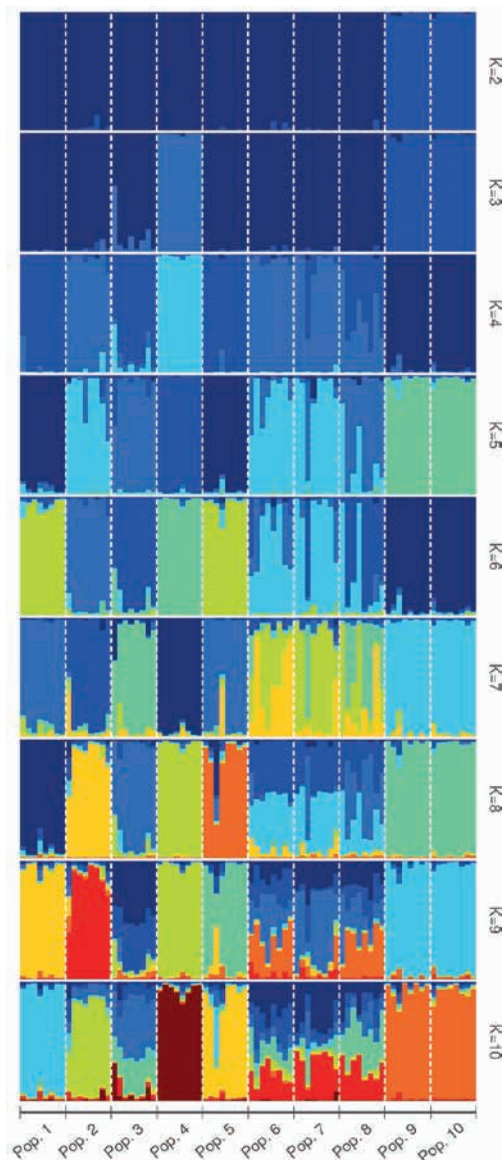 K=2
K=3
K=4
K=5
K=6
K=7
K=8
K=9
K=10
Pop. 1
Pop. 2
Pop. 3
Pop. 4
Pop. 5
Pop. 6
Pop. 7
Pop. 8
Pop. 9
Pop. 10